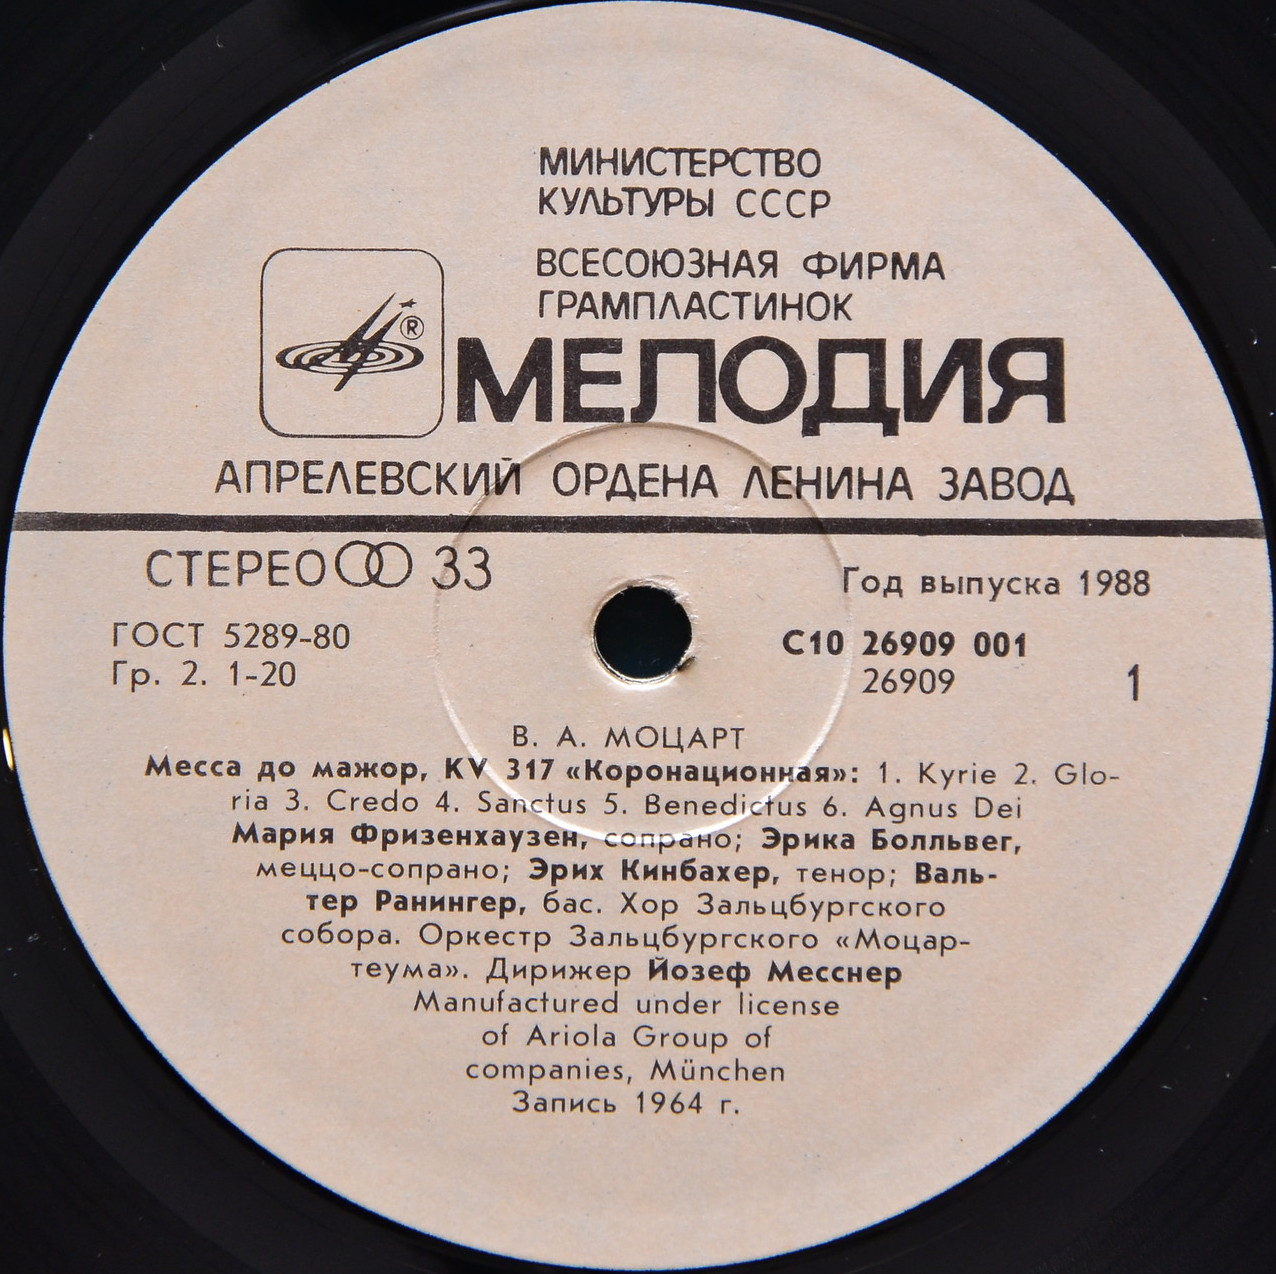 МИНИСТЕРСТВО
КУЛЬТУРЫ СССР
ВСЕСОЮЗНАЯ ФИРМА
ГРАМПЛАСТИНОК
®
МЕЛОДИЯ
АПРЕЛЕВСКИЙ ОРДЕНА ЛЕНИНА ЗАВОД
СТЕРЕО 33
Год выпуска 1988
ГОСТ 5289-80
Гр. 2. 1-20
С10 26909 001
26909
1
В. А. МОЦАРТ
Месса до мажор, KV 317 «Коронационная»: 1. Kyrie 2. Glo-
ria 3. Credo 4. Sanctus 5. Benedictus 6. Agnus Dei
Мария Фризенхаузен, сопрано; Эрика Болльвег,
меццо-сопрано; Эрих Кинбахер, тенор; Валь-
тер Ранингер, бас. Хор Зальцбургского
собора. Оркестр Зальцбургского «Моцар-
теума». Дирижер Йозеф Месснер
Manufactured under license
of Ariola Group of
companies, München
Запись 1964 г.